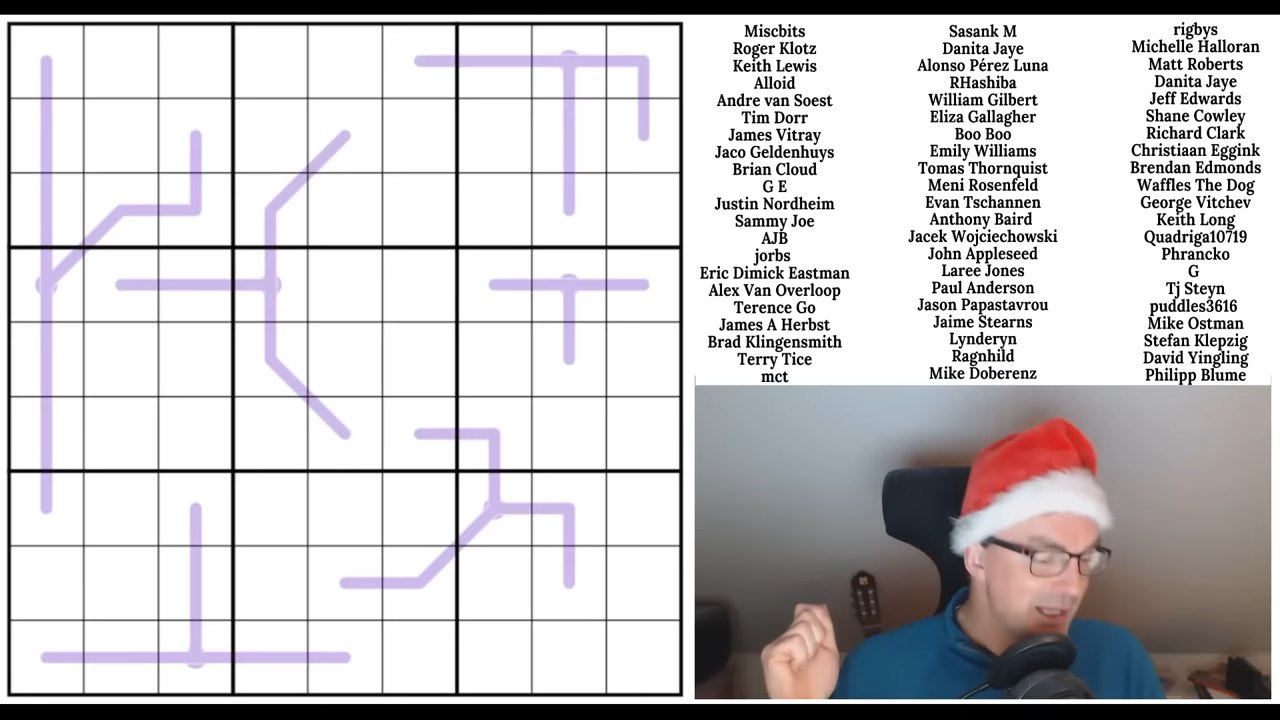 Miscbits
Roger Klotz
Keith Lewis
Alloid
Andre van Soest
Tim Dorr
James Vitray
Jaco Geldenhuys
Brian Cloud
G E
Justin Nordheim
Sammy Joe
AJB
jorbs
Eric Dimick Eastman
Alex Van Overloop
Terence Go
James A Herbst
Brad Klingensmith
Terry Tice
mct
Sasank M
Danita Jaye
Alonso Pérez Luna
RHashiba
William Gilbert
Eliza Gallagher
Boo Boo
Emily Williams
Tomas Thornquist
Meni Rosenfeld
Evan Tschannen
Anthony Baird
Jacek Wojciechowski
John Appleseed
Laree Jones
Paul Anderson
Jason Papastavrou
Jaime Stearns
Lynderyn
Ragnhild
Mike Doberenz
rigbys
Michelle Halloran
Matt Roberts
Danita Jaye
Jeff Edwards
Shane Cowley
Richard Clark
Christiaan Eggink
Brendan Edmonds
Waffles The Dog
George Vitchev
Keith Long
Quadriga10719
Phrancko
G
Tj Steyn
puddles3616
Mike Ostman
Stefan Klepzig
David Yingling
Philipp Blume